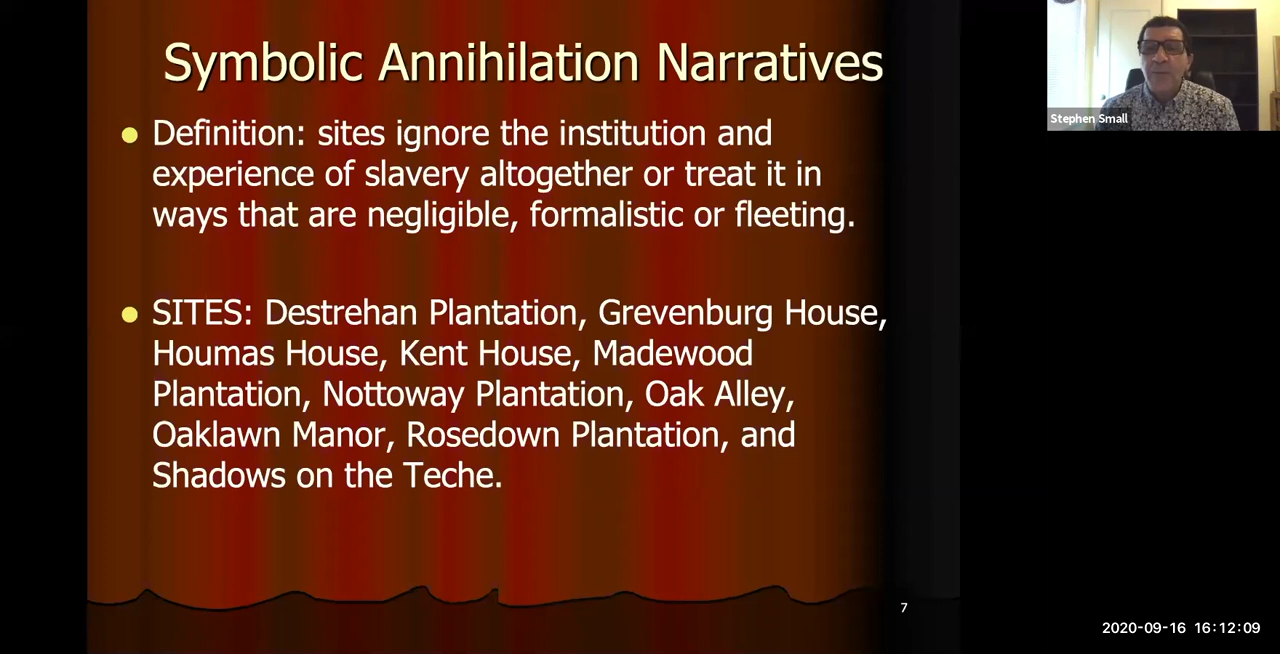 Symbolic Annihilation Narratives
Stephen Small
Definition: sites ignore the institution and
experience of slavery altogether or treat it in
ways that are negligible, formalistic or fleeting.
SITES: Destrehan Plantation, Grevenburg House,
Houmas House, Kent House, Madewood
Plantation, Nottoway Plantation, Oak Alley,
Oaklawn Manor, Rosedown Plantation, and
Shadows on the Teche.
7
2020-09-16 16:12:09